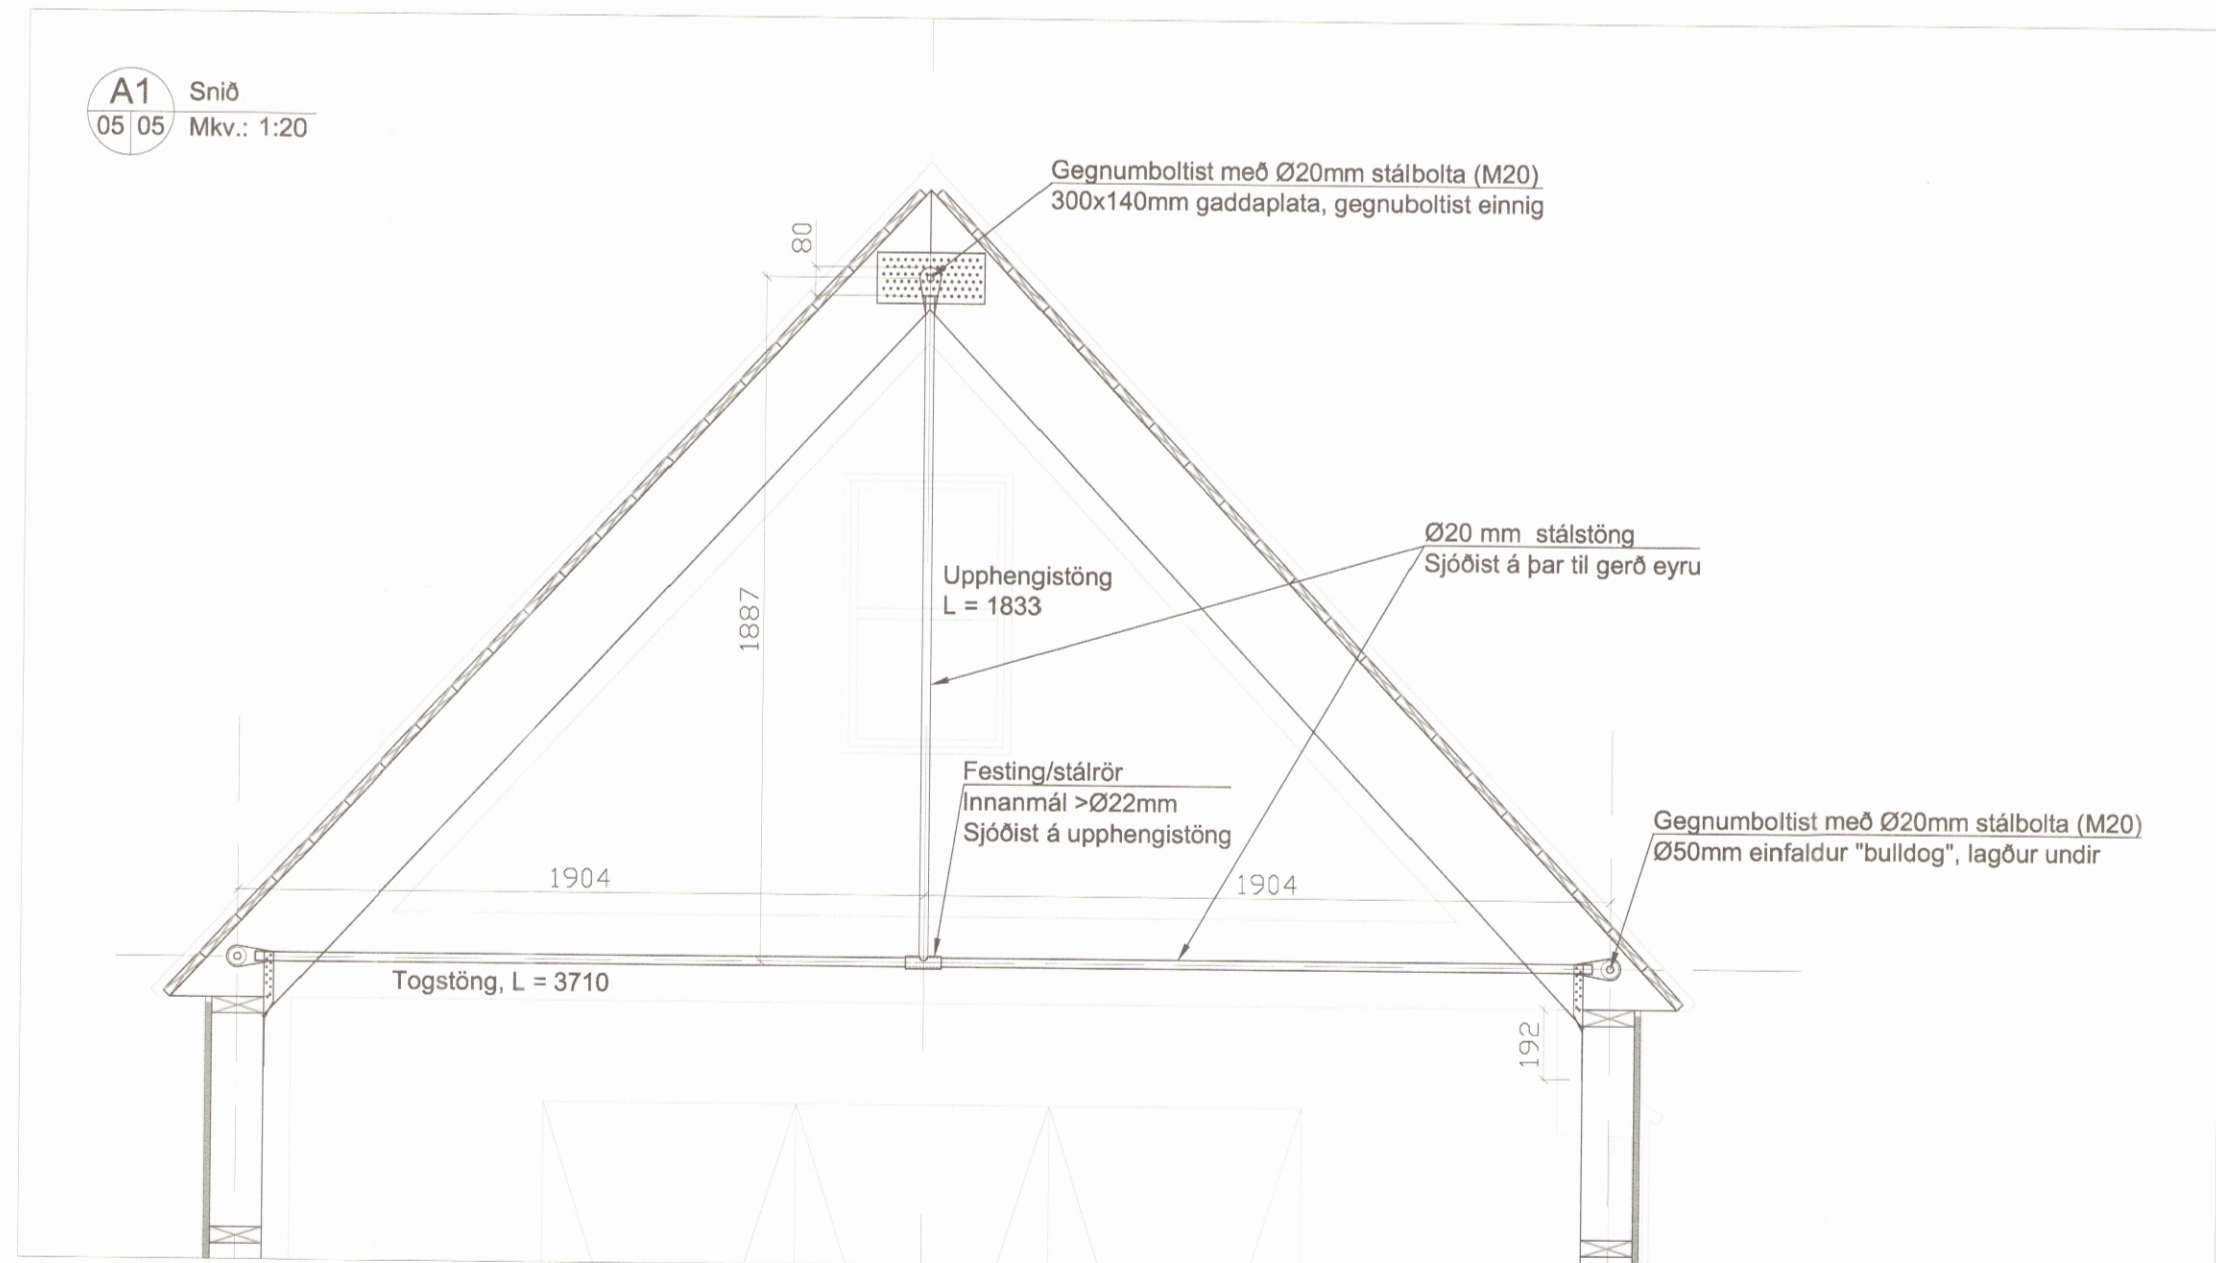 A1
05 05
Snið
Mkv.: 1:20
Gegnumboltist með Ø20mm stálbolta (M20)
300x140mm gaddaplata, gegnuboltist einnig
80
1887
Ø20 mm stálstöng
Sjóðist á þar til gerð eyru
Upphengistöng
L = 1833
Festing/stálrör
Innanmál >Ø22mm
Sjóðist á upphengistöng
Gegnumboltist með Ø20mm stálbolta (M20)
Ø50mm einfaldur "bulldog", lagður undir
1904
1904
Togstöng, L = 3710
192